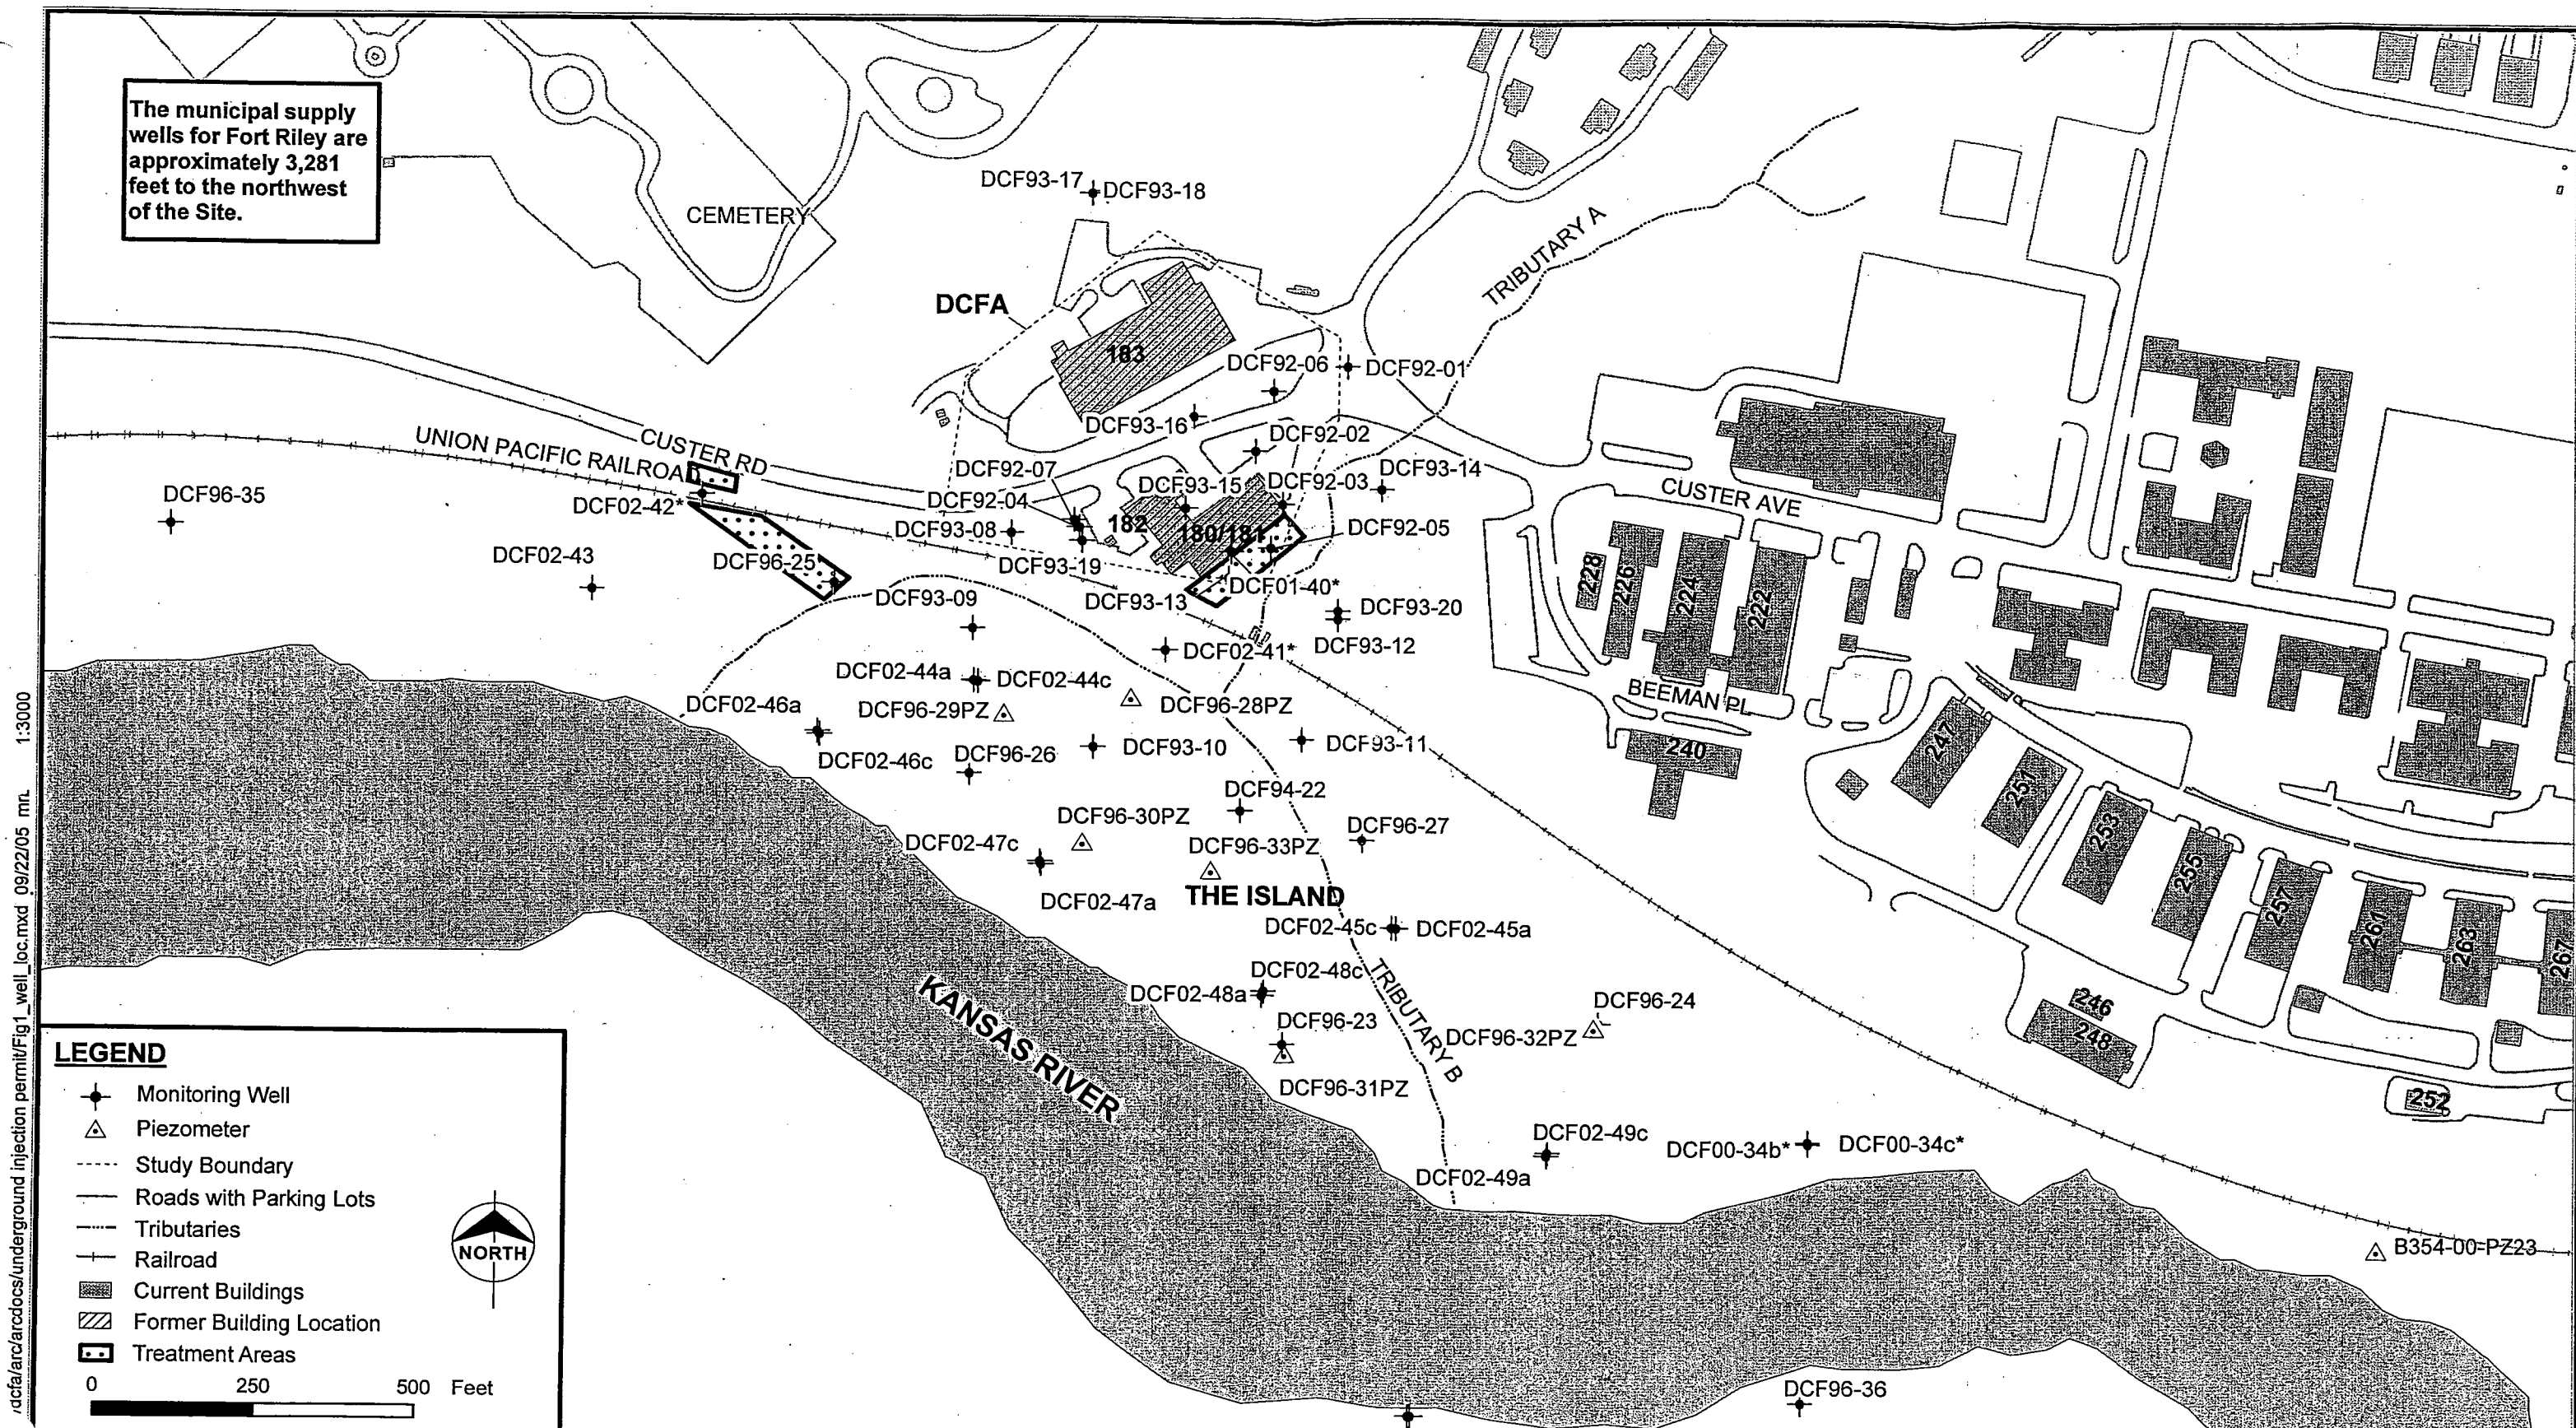 The municipal supply
wells for Fort Riley are
approximately 3,281
feet to the northwest
of the Site.
CEMETERY
DCF93-17
DCF93-18
TRIBUTARY A
DCFA
183
DCF92-06
DCF92-01
DCF93-16
DCF92-02
UNION PACIFIC RAILROA
CUSTER RD
DCF92-07
DCF93-14
DCF93-15
DCF92-03
CUSTER AVE
DCF96-35
DCF02-42*
DCF92-04
182
DCF93-08
180/181
DCF92-05
DCF02-43
DCF96-25
DCF93-19
DCF01-40*
228
226
224
222
DCF93-09
DCF93-13
DCF93-20
DCF93-12
DCF02-41*
DCF02-44a
DCF02-44c
DCF02-46a
DCF96-29PZ
DCF96-28PZ
BEEMAN PL
DCF02-46c
DCF96-26
DCF93-10
DCF93-11
240
247
251
DCF94-22
DCF96-30PZ
DCF96-27
DCF02-47c
DCF96-33PZ
253
255
257
261
263
267
DCF02-47a
THE ISLAND
DCF02-45c
DCF02-45a
DCF02-48c
DCF02-48a
TRIBUTARY B
KANSAS RIVER
DCF96-24
246
248
DCF96-23
DCF96-32PZ
DCF96-31PZ
252
DCF02-49c
DCF00-34b*
DCF00-34c*
DCF02-49a
B354-00-PZ23
DCF96-36
LEGEND
Monitoring Well
Piezometer
Study Boundary
Roads with Parking Lots
Tributaries
Railroad
Current Buildings
Former Building Location
Treatment Areas
NORTH
0 250 500 Feet
/dcfa/arc/arcdocs/underground injection permit/Fig1_well_loc.mxd 09/22/05 mrl 1:3000